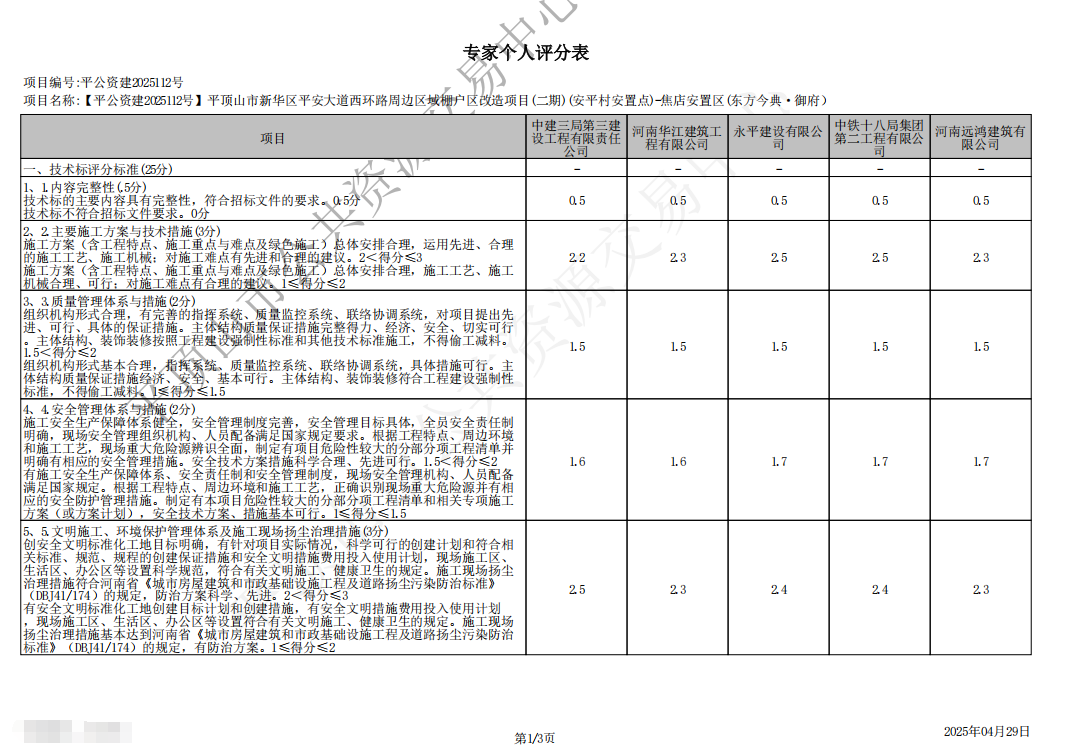 专家个人评分表
项目编号:平公资建2025112号
项目名称:【平公资建2025112号】平顶山市新华区平安大道西环路周边区域棚户区改造项目(二期)(安平村安置点)-焦店安置区(东方今典·御府)
项目
中建三局第三建
设工程有限责任
公司
河南华江建筑工
程有限公司
永平建设有限公
司
中铁十八局集团
第二工程有限公
司
河南远鸿建筑有
限公司
一、技术标评分标准(25分)
-
-
-
-
-
1、1.内容完整性(.5分)
技术标的主要内容具有完整性，符合招标文件的要求。0.5分
技术标不符合招标文件要求。0分
0.5
0.5
0.5
0.5
0.5
2、2.主要施工方案与技术措施(3分)
施工方案（含工程特点、施工重点与难点及绿色施工）总体安排合理，运用先进、合理
的施工工艺、施工机械；对施工难点有先进和合理的建议。2＜得分≤3
施工方案（含工程特点、施工重点与难点及绿色施工）总体安排合理，施工工艺、施工
机械合理、可行；对施工难点有合理的建议。1≤得分≤2
2.2
2.3
2.5
2.5
2.3
3、3.质量管理体系与措施(2分)
组织机构形式合理，有完善的指挥系统、质量监控系统、联络协调系统，对项目提出先
进、可行、具体的保证措施。主体结构质量保证措施完整得力、经济、安全、切实可行
。主体结构、装饰装修按照工程建设强制性标准和其他技术标准施工，不得偷工减料。
1.5＜得分≤2
组织机构形式基本合理，指挥系统、质量监控系统、联络协调系统，具体措施可行。主
体结构质量保证措施经济、安全、基本可行。主体结构、装饰装修符合工程建设强制性
标准，不得偷工减料。1≤得分≤1.5
1.5
1.5
1.5
1.5
1.5
4、4.安全管理体系与措施(2分)
施工安全生产保障体系健全，安全管理制度完善，安全管理目标具体，全员安全责任制
明确，现场安全管理组织机构、人员配备满足国家规定要求。根据工程特点、周边环境
和施工工艺，现场重大危险源辨识全面，制定有项目危险性较大的分部分项工程清单并
明确有相应的安全管理措施。安全技术方案措施科学合理、先进可行。1.5＜得分≤2
有施工安全生产保障体系、安全责任制和安全管理制度，现场安全管理机构、人员配备
满足国家规定。根据工程特点、周边环境和施工工艺，正确识别现场重大危险源并有相
应的安全防护管理措施。制定有本项目危险性较大的分部分项工程清单和相关专项施工
方案（或方案计划），安全技术方案、措施基本可行。1≤得分≤1.5
1.6
1.6
1.7
1.7
1.7
5、5.文明施工、环境保护管理体系及施工现场扬尘治理措施(3分)
创安全文明标准化工地目标明确，有针对项目实际情况，科学可行的创建计划和符合相
关标准、规范、规程的创建保证措施和安全文明措施费用投入使用计划，现场施工区、
生活区、办公区等设置科学规范，符合有关文明施工、健康卫生的规定。施工现场扬尘
治理措施符合河南省《城市房屋建筑和市政基础设施工程及道路扬尘污染防治标准》
（DBJ41/174）的规定，防治方案科学、先进。2＜得分≤3
有安全文明标准化工地创建目标计划和创建措施，有安全文明措施费用投入使用计划
，现场施工区、生活区、办公区等设置符合有关文明施工、健康卫生的规定。施工现场
扬尘治理措施基本达到河南省《城市房屋建筑和市政基础设施工程及道路扬尘污染防治
标准》（DBJ41/174）的规定，有防治方案。1≤得分≤2
2.5
2.3
2.4
2.4
2.3
第1/3页
2025年04月29日